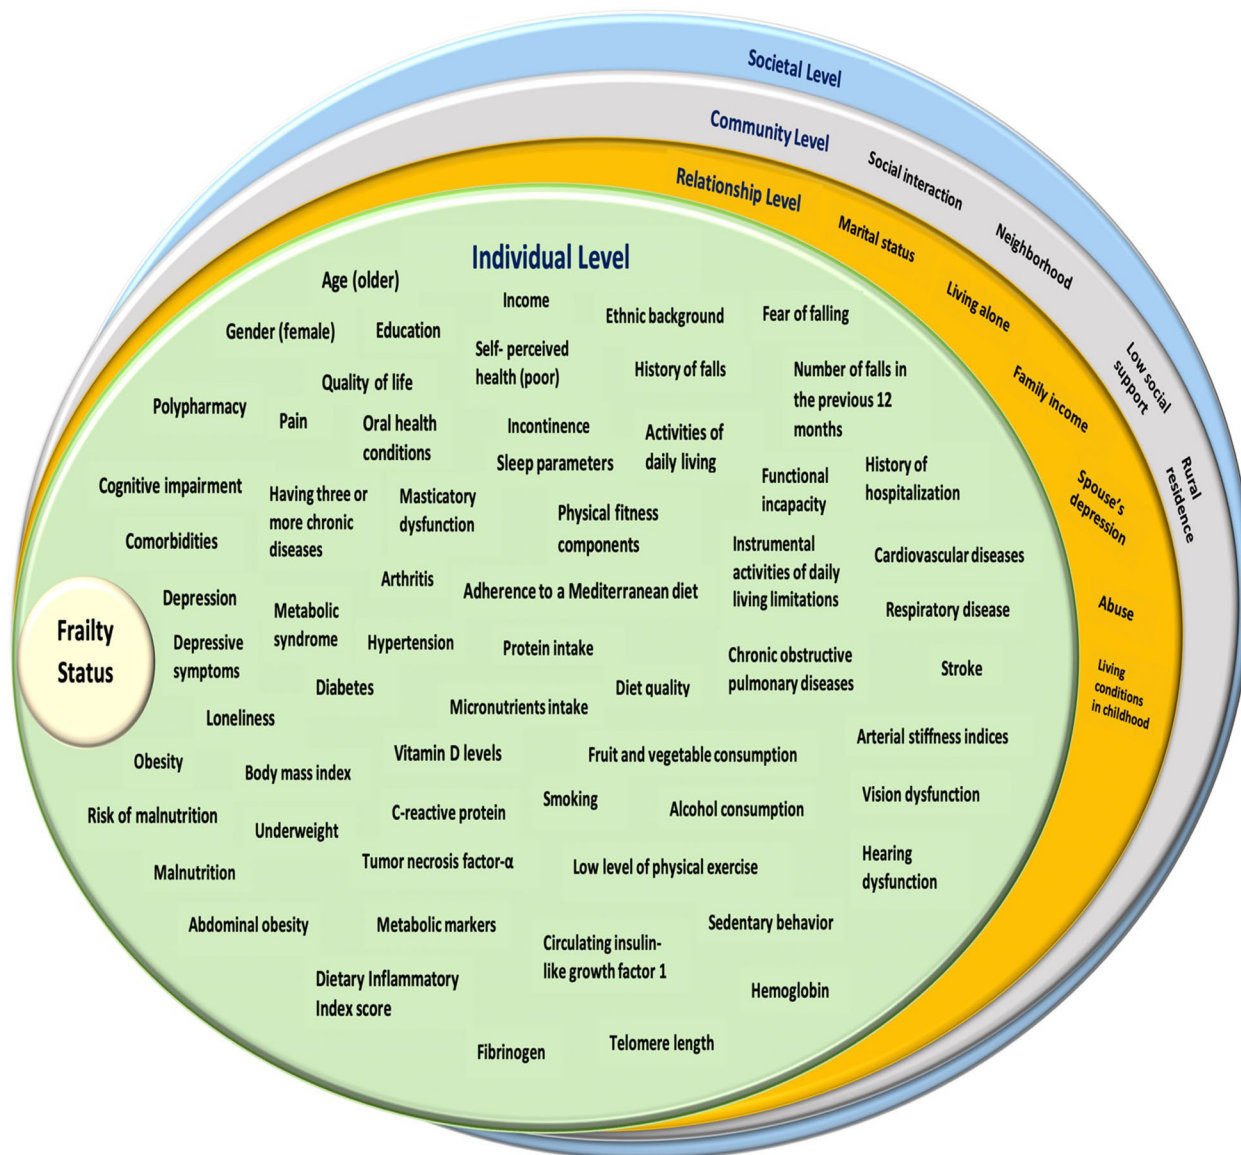 Societal Level
Community Level
Social interaction
Neighborhood
Low social
support
Rural
residence
Relationship Level
Marital status
Living alone
Family income
Spouse's
depression
Abuse
Living
conditions
in childhood
Individual Level
Age (older)
Income
Ethnic background
Fear of falling
Gender (female)
Education
Self- perceived
health (poor)
History of falls
Number of falls in
the previous 12
months
Quality of life
Polypharmacy
Pain
Oral health
conditions
Incontinence
Activities of
daily living
Sleep parameters
Functional
incapacity
History of
hospitalization
Cognitive impairment
Having three or
more chronic
diseases
Masticatory
dysfunction
Physical fitness
components
Comorbidities
Instrumental
activities of daily
living limitations
Cardiovascular diseases
Arthritis
Adherence to a Mediterranean diet
Depression
Metabolic
syndrome
Respiratory disease
Frailty
Status
Depressive
symptoms
Hypertension
Protein intake
Chronic obstructive
pulmonary diseases
Stroke
Diabetes
Diet quality
Loneliness
Micronutrients intake
Arterial stiffness indices
Obesity
Body mass index
Vitamin D levels
Fruit and vegetable consumption
Vision dysfunction
Risk of malnutrition
Underweight
C-reactive protein
Smoking
Alcohol consumption
Malnutrition
Tumor necrosis factor-α
Low level of physical exercise
Hearing
dysfunction
Abdominal obesity
Metabolic markers
Circulating insulin-
like growth factor 1
Sedentary behavior
Dietary Inflammatory
Index score
Hemoglobin
Fibrinogen
Telomere length